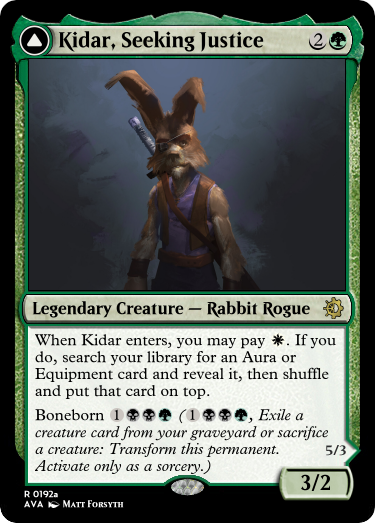 Kidar, Seeking Justice 2
Legendary Creature — Rabbit Rogue
When Kidar enters, you may pay . If you
do, search your library for an Aura or
Equipment card and reveal it, then shuffle
and put that card on top.
Boneborn 1 ( 1 , Exile a
creature card from your graveyard or sacrifice
a creature: Transform this permanent.
Activate only as a sorcery.)
5/3
3/2
R 0192a
AVA Matt Forsyth